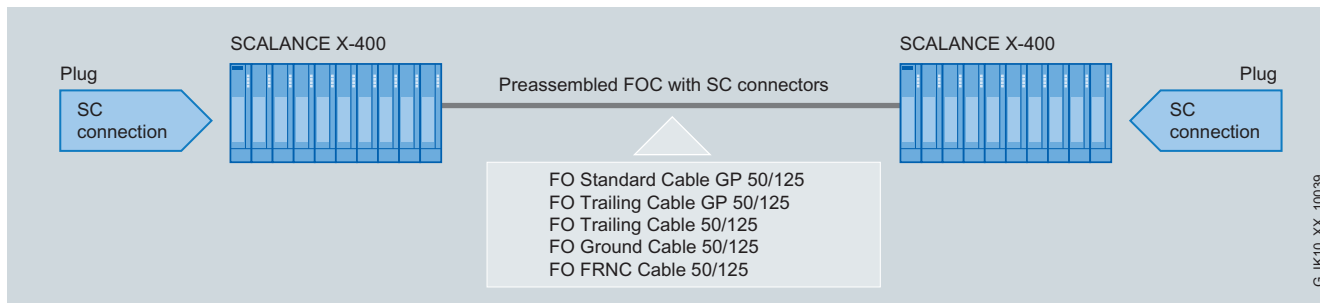 SCALANCE X-400
SCALANCE X-400
Plug
Preassembled FOC with SC connectors
Plug
SC
connection
SC
connection
FO Standard Cable GP 50/125
FO Trailing Cable GP 50/125
FO Trailing Cable 50/125
FO Ground Cable 50/125
FO FRNC Cable 50/125
G_IK10_XX_10039